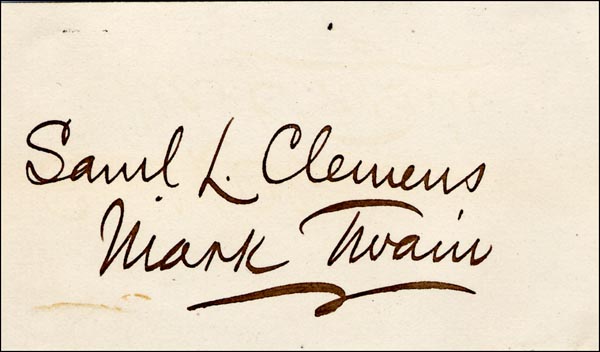 Saml L. Clemens
Mark Twain